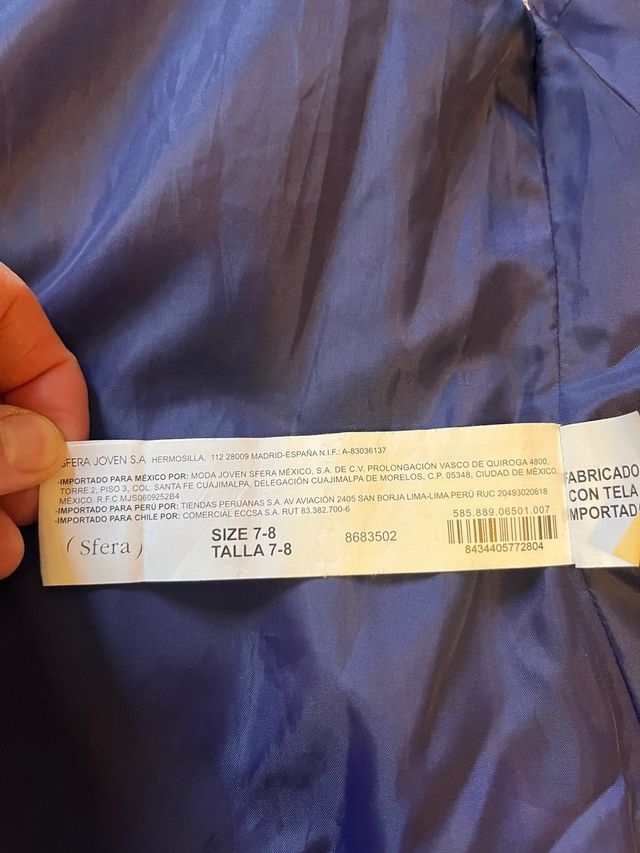 SFERA JOVEN S.A. HERMOSILLA, 112 28009 MADRID-ESPAÑA N.I.F.: A-83036137
-IMPORTADO PARA MÉXICO POR: MODA JOVEN SFERA MÉXICO, S.A. DE C.V. PROLONGACIÓN VASCO DE QUIROGA 4800,
TORRE 2, PISO 3, COL. SANTA FE CUAJIMALPA, DELEGACIÓN CUAJIMALPA DE MORELOS, C.P. 05348, CIUDAD DE MÉXICO,
MÉXICO. R.F.C MJS0609252B4
-IMPORTADO PARA PERÚ POR: TIENDAS PERUANAS S.A. AV AVIACIÓN 2405 SAN BORJA LIMA-LIMA PERÚ RUC 20493020618
-IMPORTADO PARA CHILE POR: COMERCIAL ECCSA S.A. RUT 83.382.700-6
(Sfera)
SIZE 7-8
TALLA 7-8
8683502
585.889.06501.007
8434405772804
FABRICADO
CON TELA
IMPORTAD